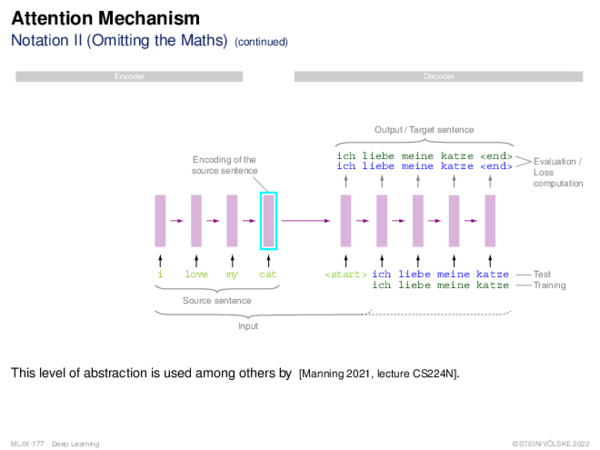 Attention Mechanism
Notation II (Omitting the Maths) (continued)
Encoder
Decoder
Output / Target sentence
Encoding of the
source sentence
ich liebe meine katze <end>
ich liebe meine katze <end>
Evaluation /
Loss
computation
i love my cat
<start> ich liebe meine katze
Test
ich liebe meine katze
Training
Source sentence
Input
This level of abstraction is used among others by [Manning 2021, lecture CS224N].
ML:IX-177 Deep Learning
©STEIN/VÖLSKE 2022